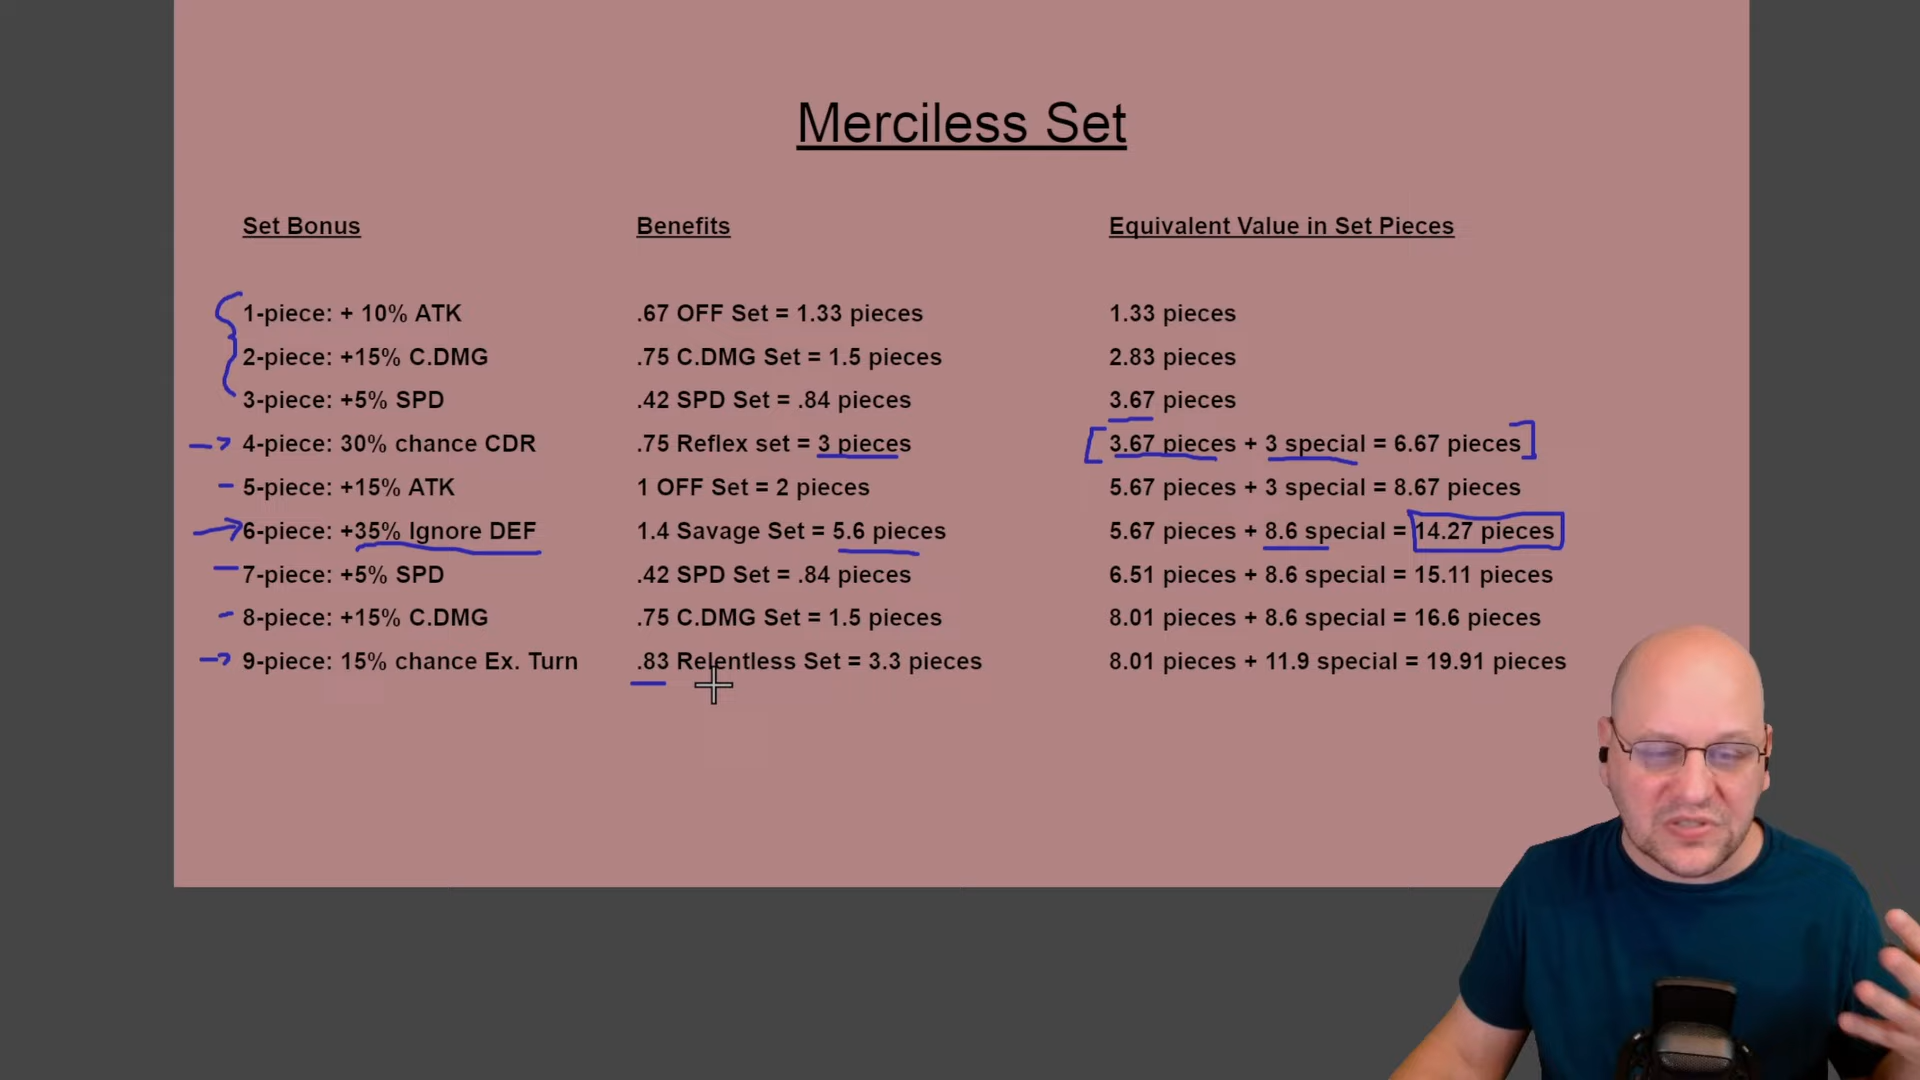 Merciless Set
Set Bonus Benefits Equivalent Value in Set Pieces
1-piece: + 10% ATK .67 OFF Set = 1.33 pieces 1.33 pieces
2-piece: +15% C.DMG .75 C.DMG Set = 1.5 pieces 2.83 pieces
3-piece: +5% SPD .42 SPD Set = .84 pieces 3.67 pieces
4-piece: 30% chance CDR .75 Reflex set = 3 pieces 3.67 pieces + 3 special = 6.67 pieces
5-piece: +15% ATK 1 OFF Set = 2 pieces 5.67 pieces + 3 special = 8.67 pieces
6-piece: +35% Ignore DEF 1.4 Savage Set = 5.6 pieces 5.67 pieces + 8.6 special = 14.27 pieces
7-piece: +5% SPD .42 SPD Set = .84 pieces 6.51 pieces + 8.6 special = 15.11 pieces
8-piece: +15% C.DMG .75 C.DMG Set = 1.5 pieces 8.01 pieces + 8.6 special = 16.6 pieces
9-piece: 15% chance Ex. Turn .83 Relentless Set = 3.3 pieces 8.01 pieces + 11.9 special = 19.91 pieces